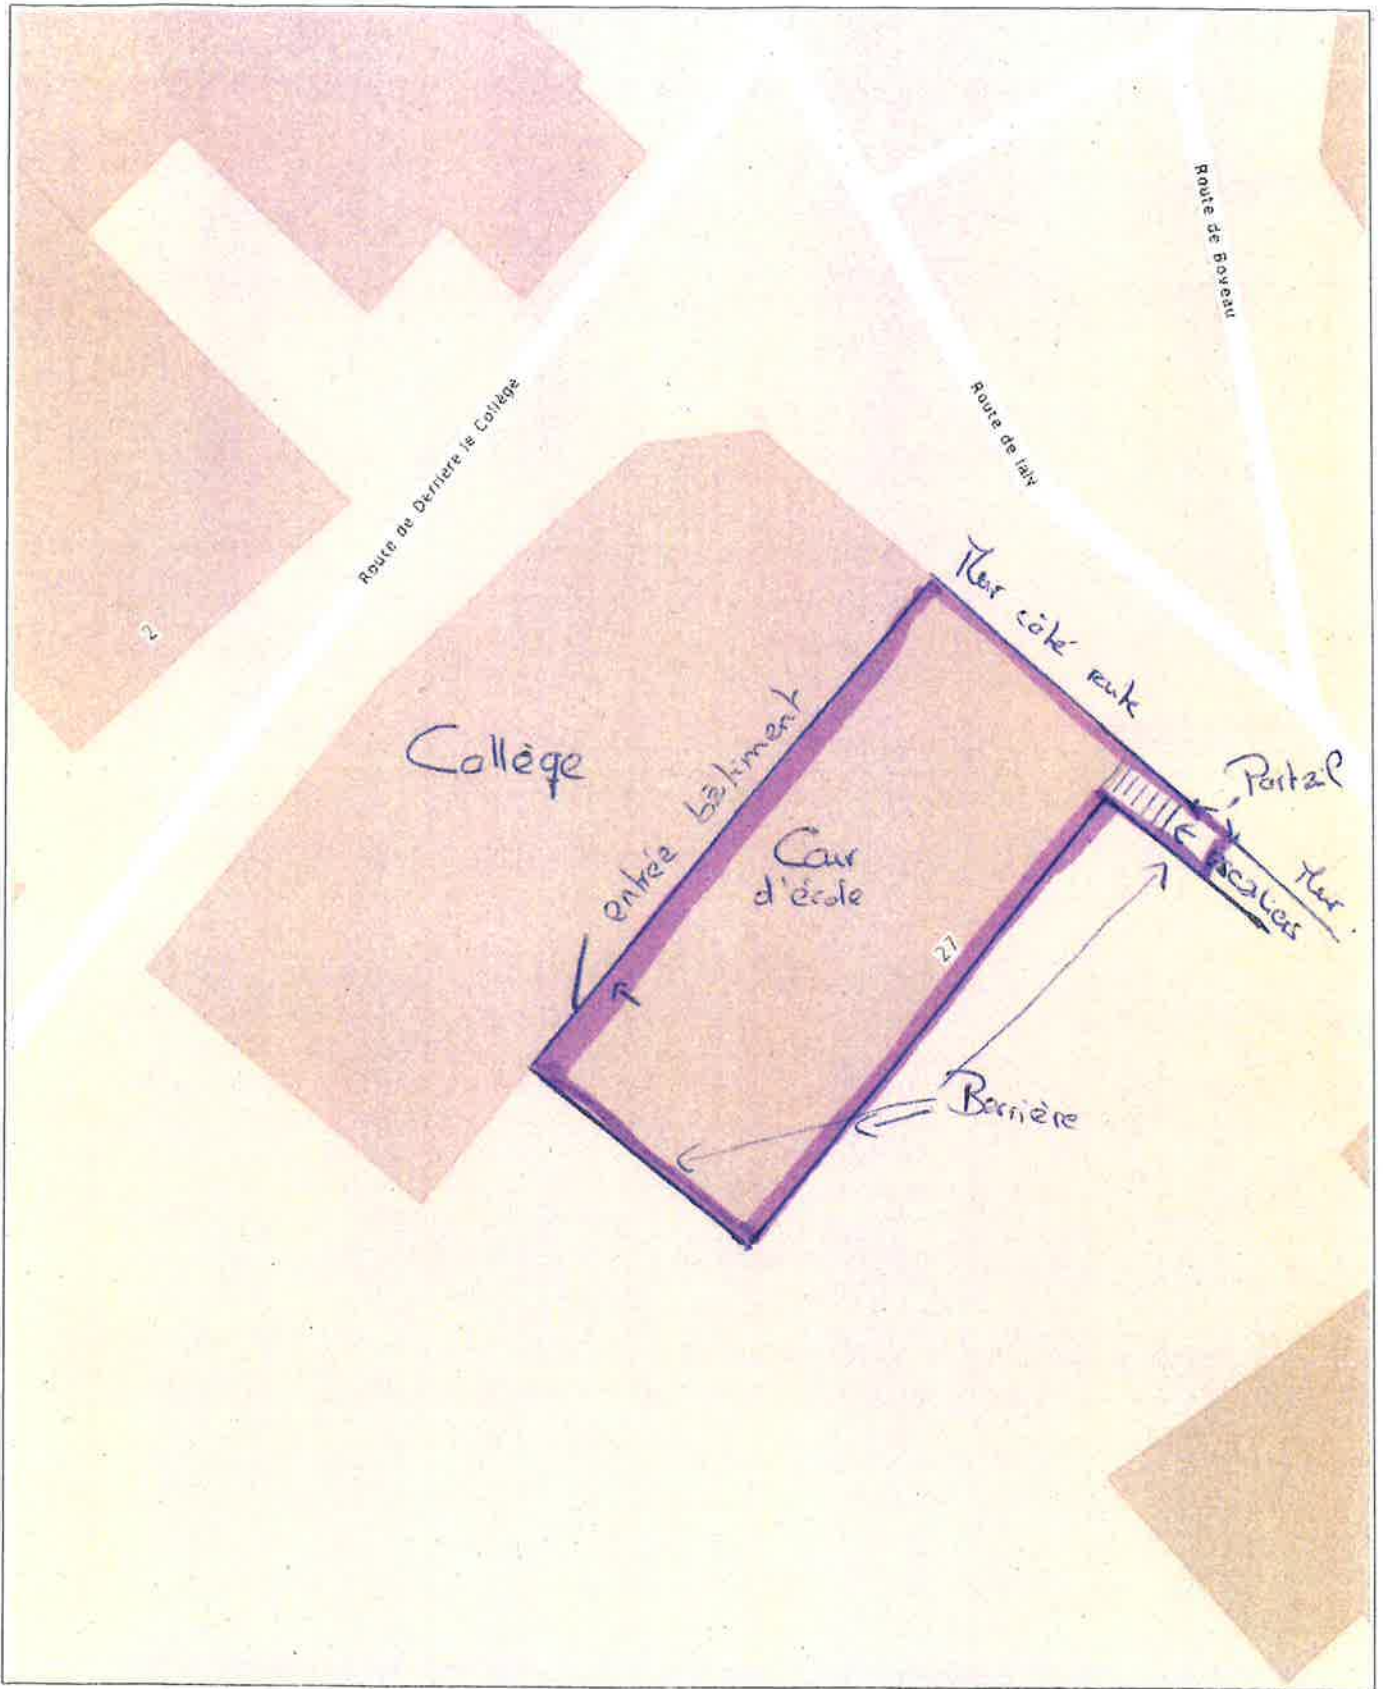 Route de Boveau
Route de Derrière le Collège
Route de Ialy
2
Mur côté route
Collège
entrée bâtiment
Portail
Cour
d'école
Mur
escaliers
27
Barrière